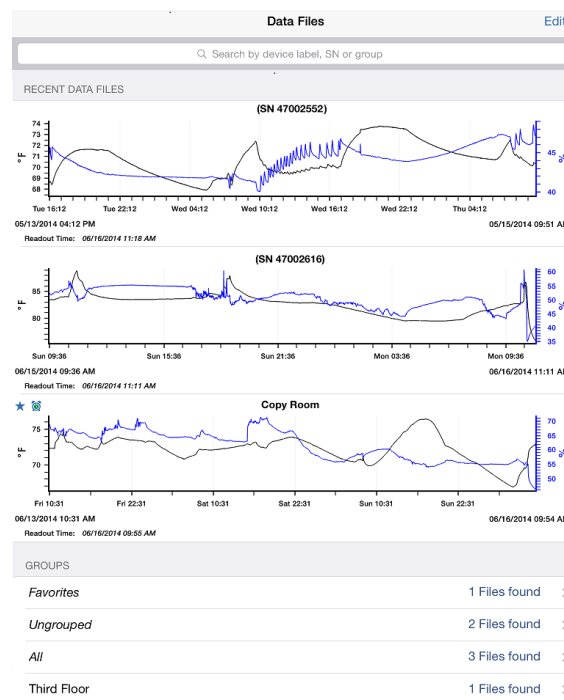 Data Files
Edit
Search by device label, SN or group
RECENT DATA FILES
(SN 47002552)
74
73
72
71
70
69
68
°F
45
40
Tue 16:12 Tue 22:12 Wed 04:12 Wed 10:12 Wed 16:12 Wed 22:12 Thu 04:12
05/13/2014 04:12 PM 05/15/2014 09:51
Readout Time: 06/16/2014 11:18 AM
(SN 47002616)
85
80
°F
60
55
50
45
40
35
Sun 09:36 Sun 15:36 Sun 21:36 Mon 03:36 Mon 09:36
06/15/2014 09:36 AM 06/16/2014 11:11
Readout Time: 06/16/2014 11:11 AM
Copy Room
75
70
°F
70
65
60
55
50
Fri 10:31 Fri 22:31 Sat 10:31 Sat 22:31 Sun 10:31 Sun 22:31
06/13/2014 10:31 AM 06/16/2014 09:54
Readout Time: 06/16/2014 09:55 AM
GROUPS
Favorites 1 Files found
Ungrouped 2 Files found
All 3 Files found
Third Floor 1 Files found